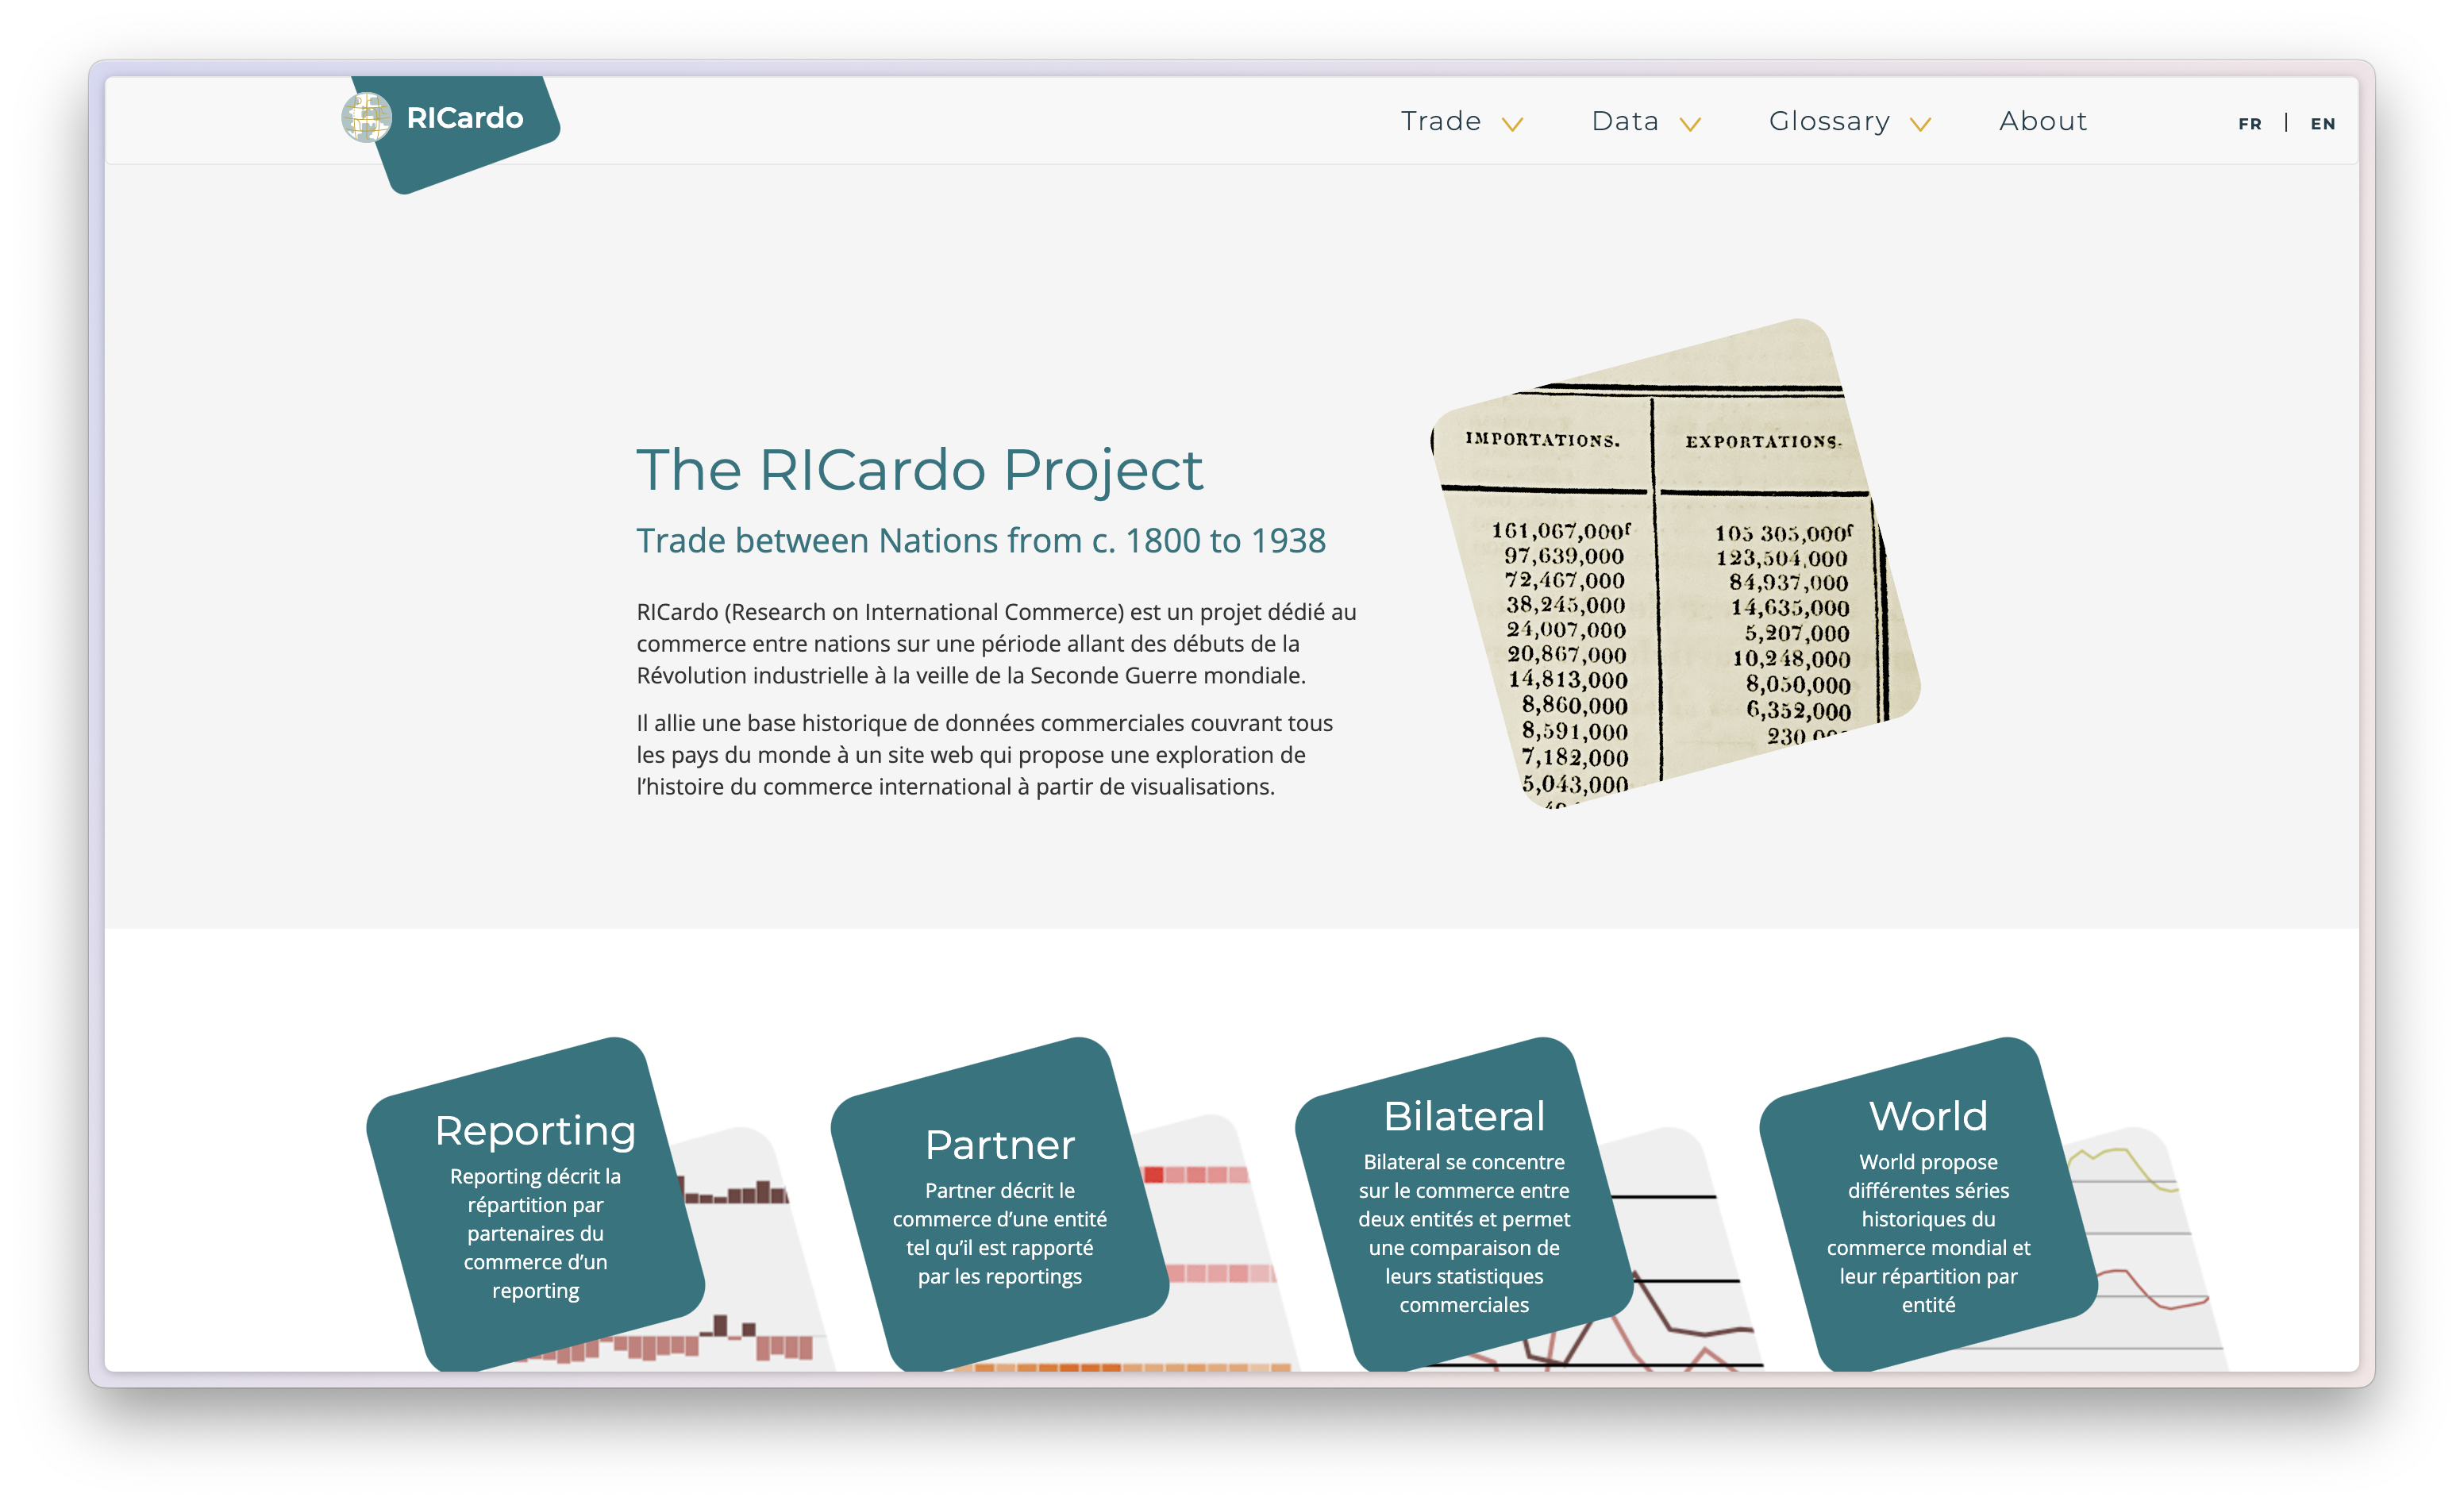 RICardo
Trade
Data
Glossary
About
FR | EN
The RICardo Project
Trade between Nations from c. 1800 to 1938
RICardo (Research on International Commerce) est un projet dédié au
commerce entre nations sur une période allant des débuts de la
Révolution industrielle à la veille de la Seconde Guerre mondiale.
Il allie une base historique de données commerciales couvrant tous
les pays du monde à un site web qui propose une exploration de
l’histoire du commerce international à partir de visualisations.
IMPORTATIONS.
161,067,000f
97,639,000
72,467,000
38,245,000
24,007,000
20,867,000
14,813,000
8,860,000
8,591,000
7,182,000
5,043,000
EXPORTATIONS.
105 305,000f
123,504,000
84,937,000
14,635,000
5,207,000
10,248,000
8,050,000
6,352,000
230
Reporting
Reporting décrit la
répartition par
partenaires du
commerce d’un
reporting
Partner
Partner décrit le
commerce d’une entité
tel qu’il est rapporté
par les reportings
Bilateral
Bilateral se concentre
sur le commerce entre
deux entités et permet
une comparaison de
leurs statistiques
commerciales
World
World propose
différentes séries
historiques du
commerce mondial et
leur répartition par
entité